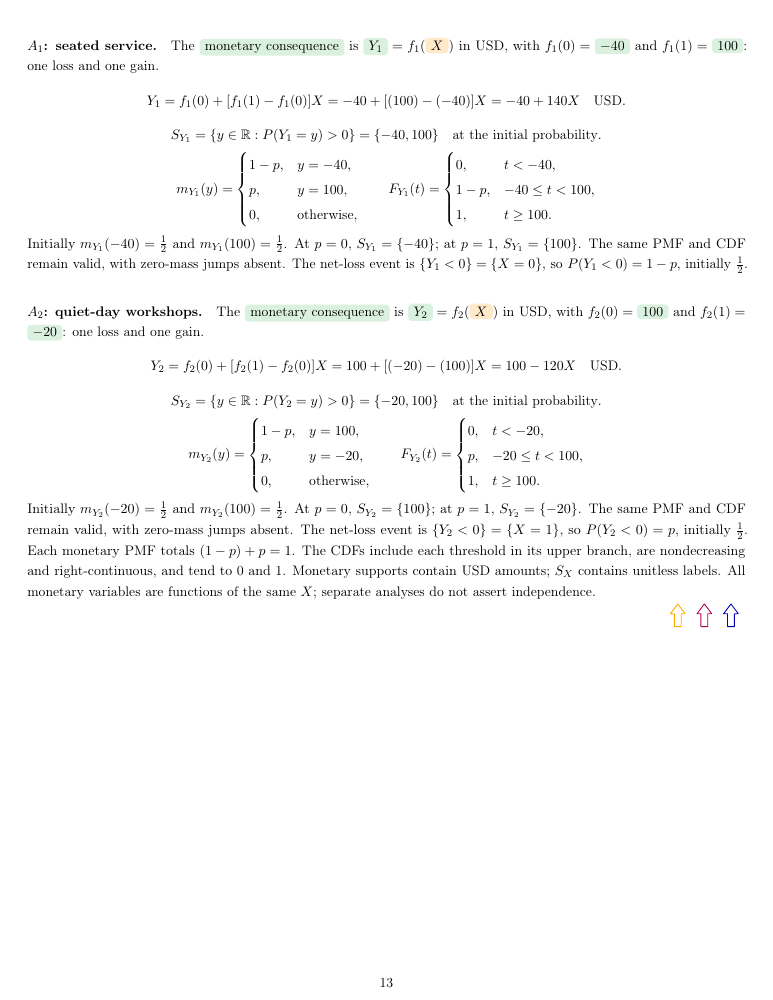 A₁: seated service. The monetary consequence is Y₁ = f₁( X ) in USD, with f₁(0) = −40 and f₁(1) = 100 :
one loss and one gain.
Y₁ = f₁(0) + [f₁(1) − f₁(0)]X = −40 + [(100) − (−40)]X = −40 + 140X USD.
S_{Y₁} = {y ∈ ℝ : P(Y₁ = y) > 0} = {−40, 100} at the initial probability.
m_{Y₁}(y) = { 1 − p, y = −40, p, y = 100, 0, otherwise, F_{Y₁}(t) = { 0, t < −40, 1 − p, −40 ≤ t < 100, 1, t ≥ 100.
Initially m_{Y₁}(−40) = 1/2 and m_{Y₁}(100) = 1/2. At p = 0, S_{Y₁} = {−40}; at p = 1, S_{Y₁} = {100}. The same PMF and CDF
remain valid, with zero-mass jumps absent. The net-loss event is {Y₁ < 0} = {X = 0}, so P(Y₁ < 0) = 1 − p, initially 1/2.
A₂: quiet-day workshops. The monetary consequence is Y₂ = f₂( X ) in USD, with f₂(0) = 100 and f₂(1) =
−20 : one loss and one gain.
Y₂ = f₂(0) + [f₂(1) − f₂(0)]X = 100 + [(−20) − (100)]X = 100 − 120X USD.
S_{Y₂} = {y ∈ ℝ : P(Y₂ = y) > 0} = {−20, 100} at the initial probability.
m_{Y₂}(y) = { 1 − p, y = 100, p, y = −20, 0, otherwise, F_{Y₂}(t) = { 0, t < −20, p, −20 ≤ t < 100, 1, t ≥ 100.
Initially m_{Y₂}(−20) = 1/2 and m_{Y₂}(100) = 1/2. At p = 0, S_{Y₂} = {100}; at p = 1, S_{Y₂} = {−20}. The same PMF and CDF
remain valid, with zero-mass jumps absent. The net-loss event is {Y₂ < 0} = {X = 1}, so P(Y₂ < 0) = p, initially 1/2.
Each monetary PMF totals (1 − p) + p = 1. The CDFs include each threshold in its upper branch, are nondecreasing
and right-continuous, and tend to 0 and 1. Monetary supports contain USD amounts; S_X contains unitless labels. All
monetary variables are functions of the same X; separate analyses do not assert independence.
13